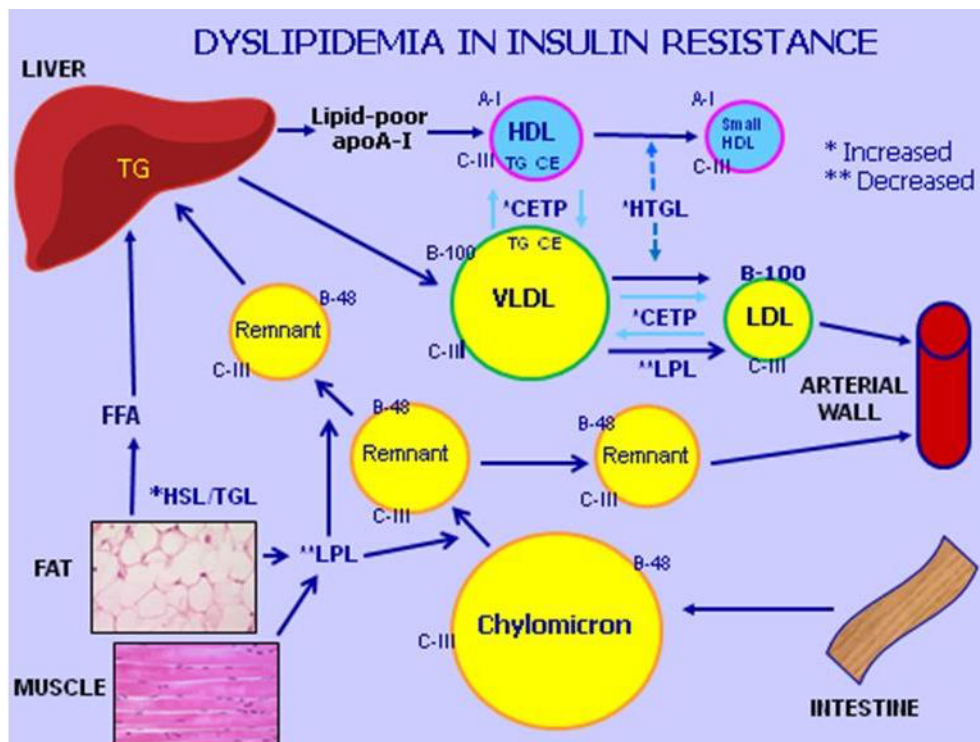 DYSLIPIDEMIA IN INSULIN RESISTANCE
LIVER
TG
Lipid-poor
apoA-I
A-I
HDL
C-III
TG CE
A-I
Small
HDL
C-III
* Increased
** Decreased
*CETP
*HTGL
B-100
TG CE
VLDL
C-III
B-100
*CETP
LDL
**LPL
C-III
ARTERIAL
WALL
B-48
Remnant
C-III
FFA
B-48
Remnant
C-III
B-48
Remnant
C-III
*HSL/TGL
FAT
**LPL
B-48
Chylomicron
C-III
MUSCLE
INTESTINE